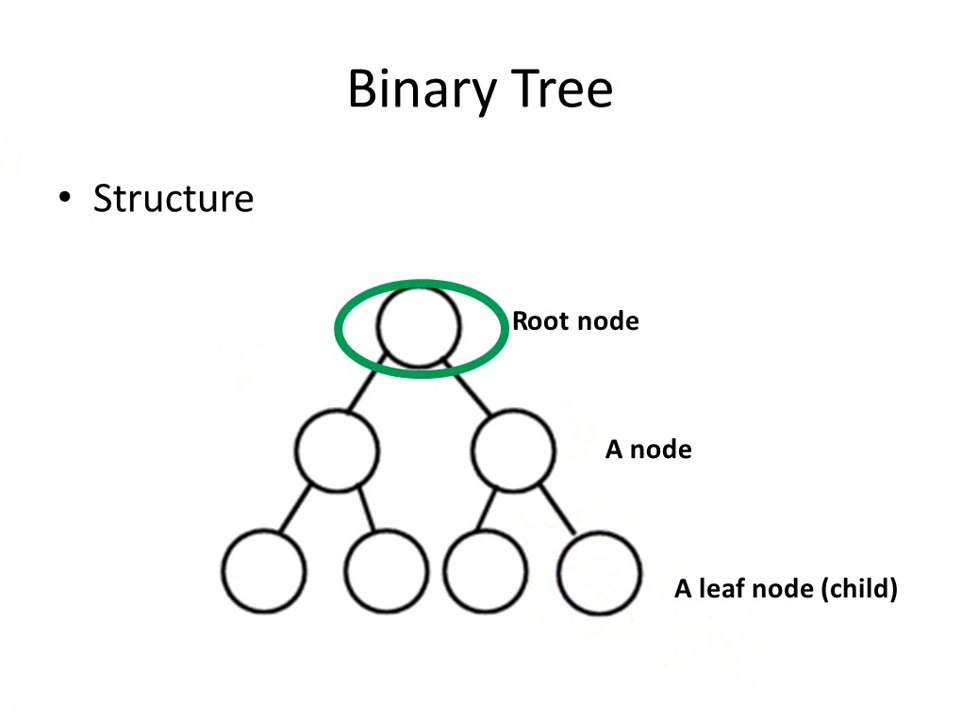 Binary Tree
• Structure
Root node
A node
A leaf node (child)